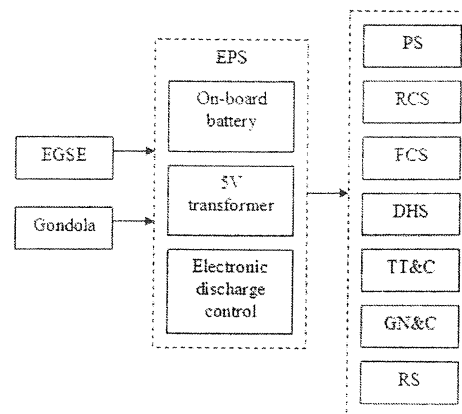 EPS
On-board
battery
5V
transformer
Electronic
discharge
control
EGSE
Gondola
PS
RCS
FCS
DHS
TT&C
GN&C
RS